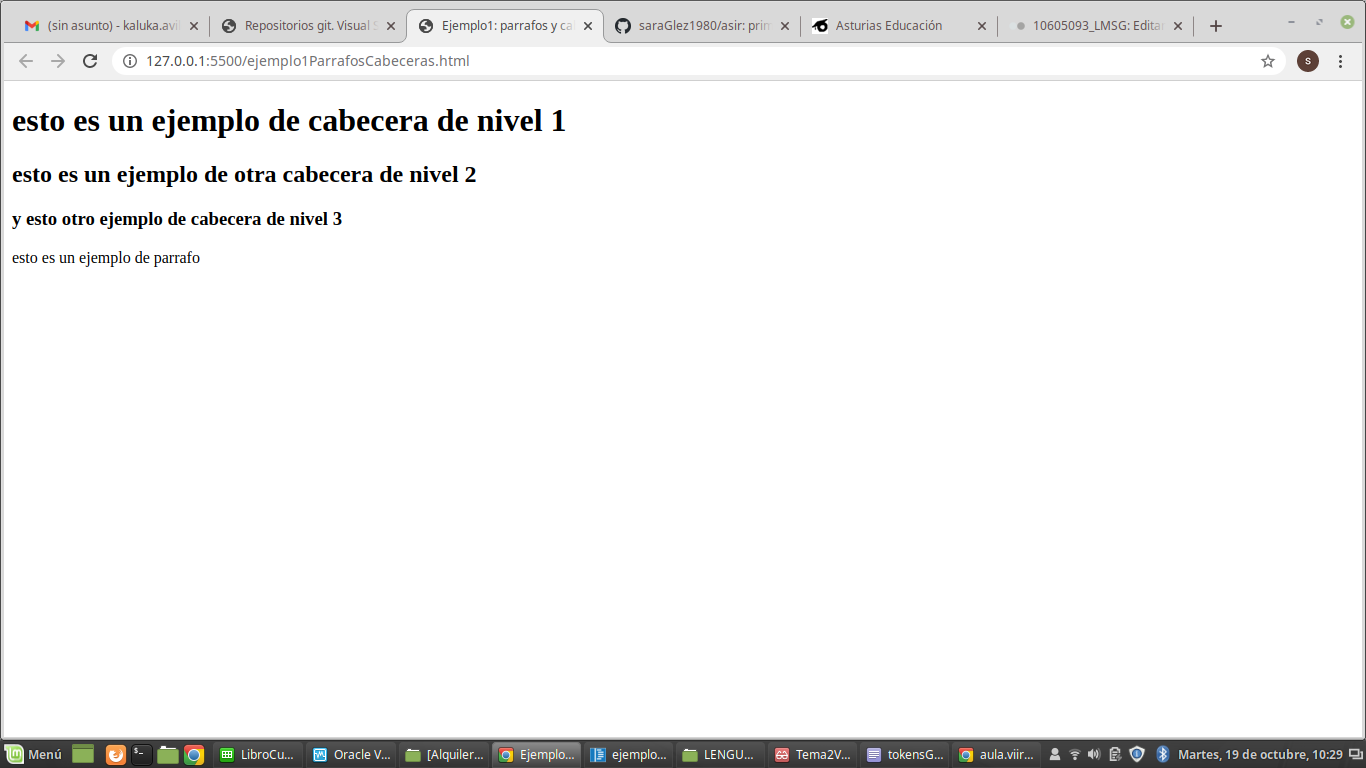 (sin asunto) - kaluka.avi
Repositorios git. Visual S
Ejemplo1: parrafos y ca
saraGlez1980/asir: prim
Asturias Educación
10605093_LMSG: Editar
127.0.0.1:5500/ejemplo1ParrafosCabeceras.html
S
esto es un ejemplo de cabecera de nivel 1
esto es un ejemplo de otra cabecera de nivel 2
y esto otro ejemplo de cabecera de nivel 3
esto es un ejemplo de parrafo
Menú
LibroCu...
Oracle V...
[Alquiler...
Ejemplo...
ejemplo...
LENGU...
Tema2V...
tokensG...
aula.viir...
Martes, 19 de octubre, 10:29